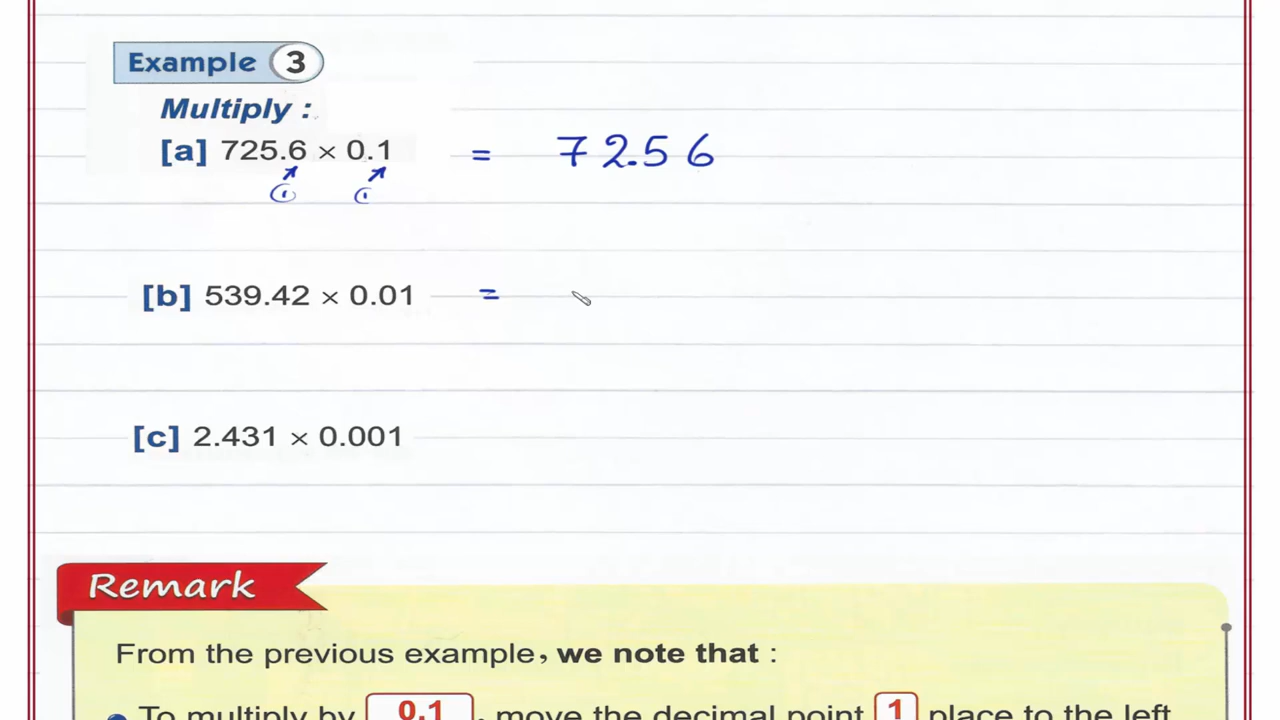 Example 3
Multiply :
[a] 725.6 × 0.1 = 72.56
1 1
[b] 539.42 × 0.01 =
[c] 2.431 × 0.001
Remark
From the previous example, we note that :
To multiply by 0.1, move the decimal point 1 place to the left